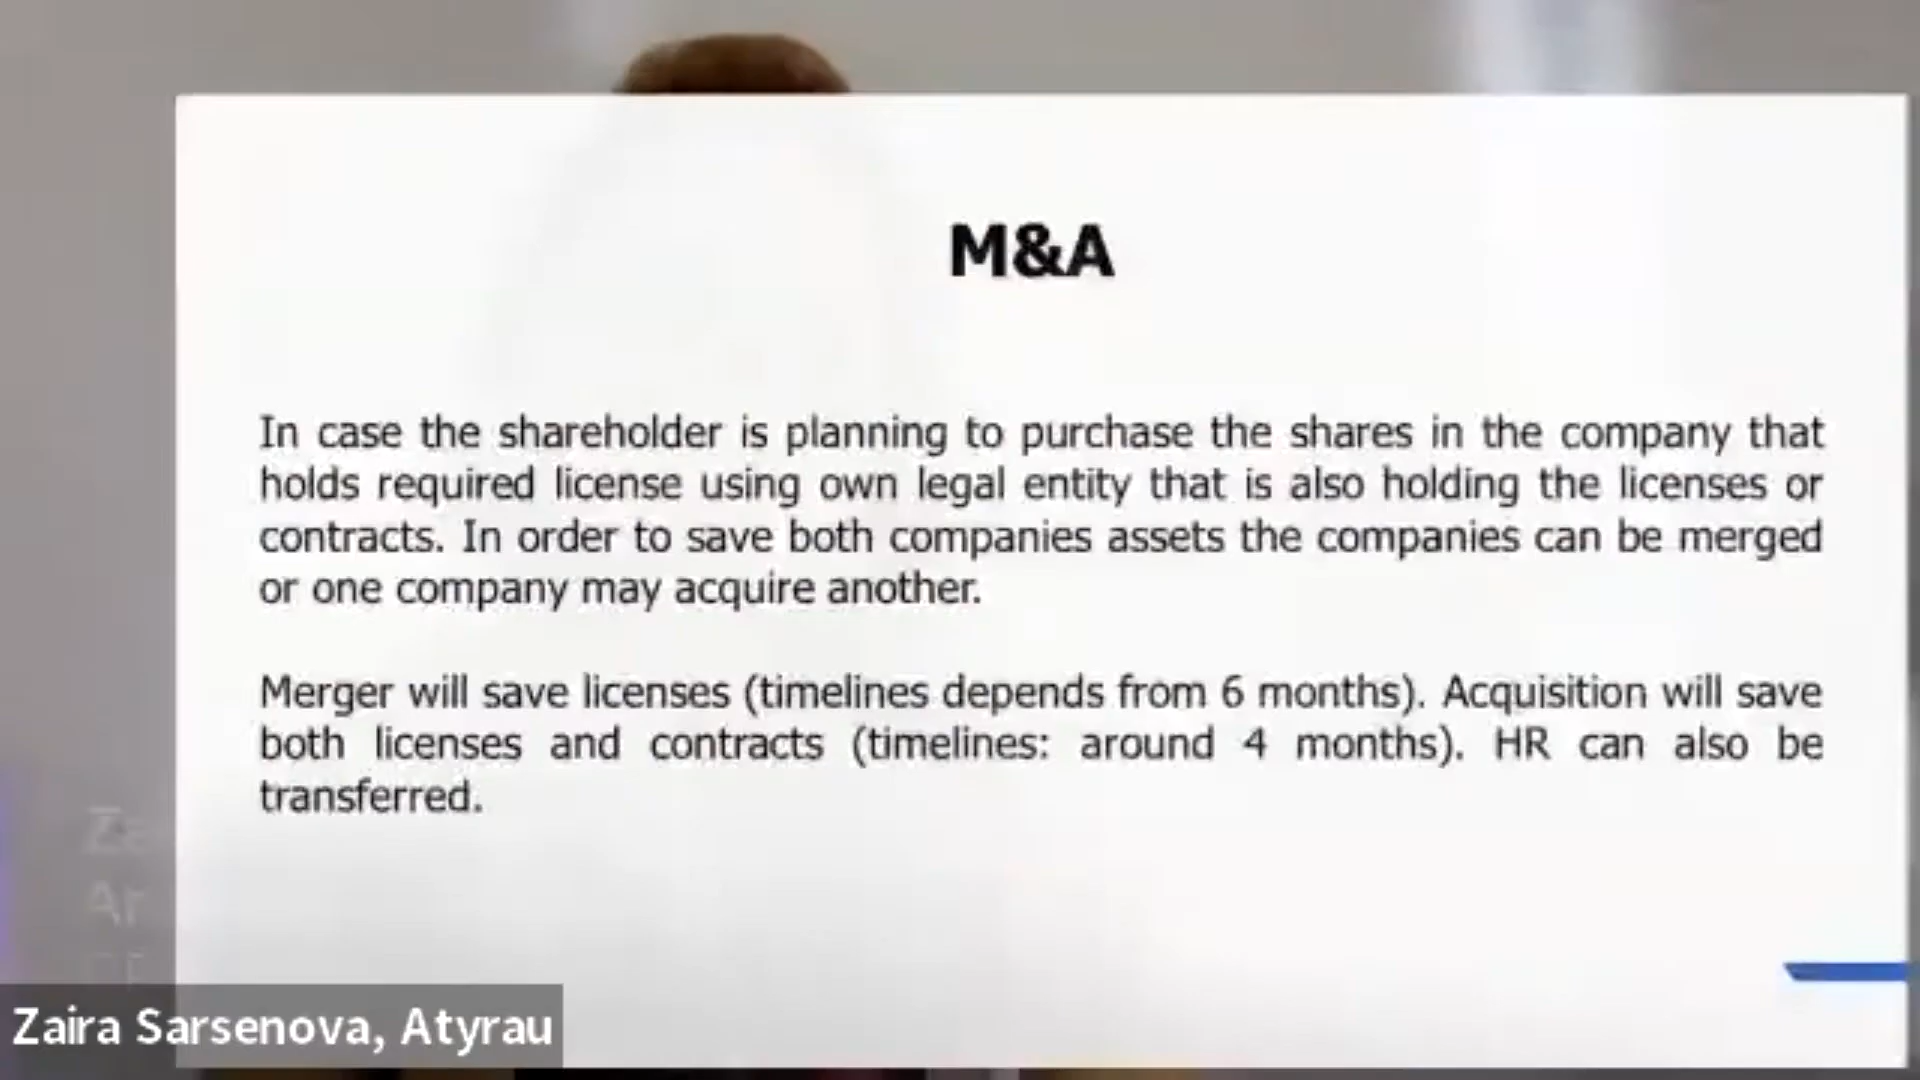 M&A
In case the shareholder is planning to purchase the shares in the company that
holds required license using own legal entity that is also holding the licenses or
contracts. In order to save both companies assets the companies can be merged
or one company may acquire another.
Merger will save licenses (timelines depends from 6 months). Acquisition will save
both licenses and contracts (timelines: around 4 months). HR can also be
transferred.
Za
Ar
Zaira Sarsenova, Atyrau